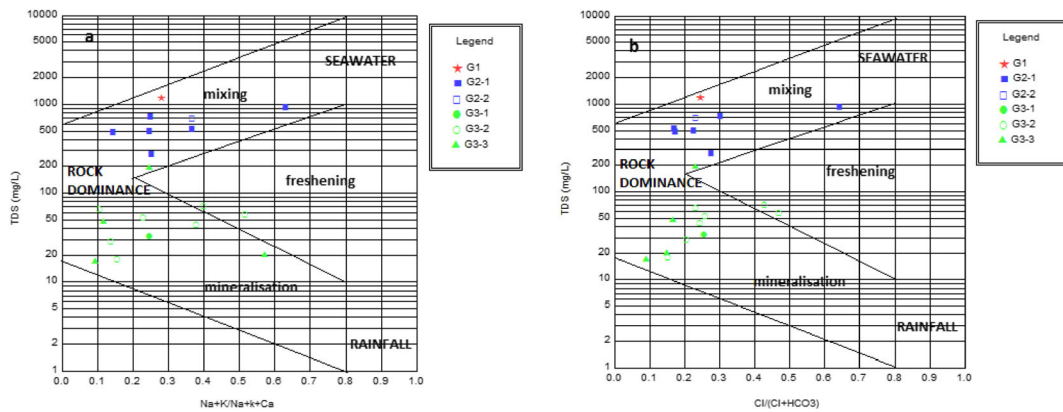 a
10000
5000
2000
1000
500
200
100
50
20
10
5
2
1
TDS (mg/L)
SEAWATER
mixing
ROCK
DOMINANCE
freshening
mineralisation
RAINFALL
0.0 0.1 0.2 0.3 0.4 0.5 0.6 0.7 0.8 0.9 1.0
Na+K/Na+k+Ca
Legend
G1
G2-1
G2-2
G3-1
G3-2
G3-3
b
10000
5000
2000
1000
600
200
100
50
20
10
5
2
1
TDS (mg/L)
SEAWATER
mixing
ROCK
DOMINANCE
freshening
mineralisation
RAINFALL
0.0 0.1 0.2 0.3 0.4 0.5 0.6 0.7 0.8 0.9 1.0
Cl/(Cl+HCO3)
Legend
G1
G2-1
G2-2
G3-1
G3-2
G3-3